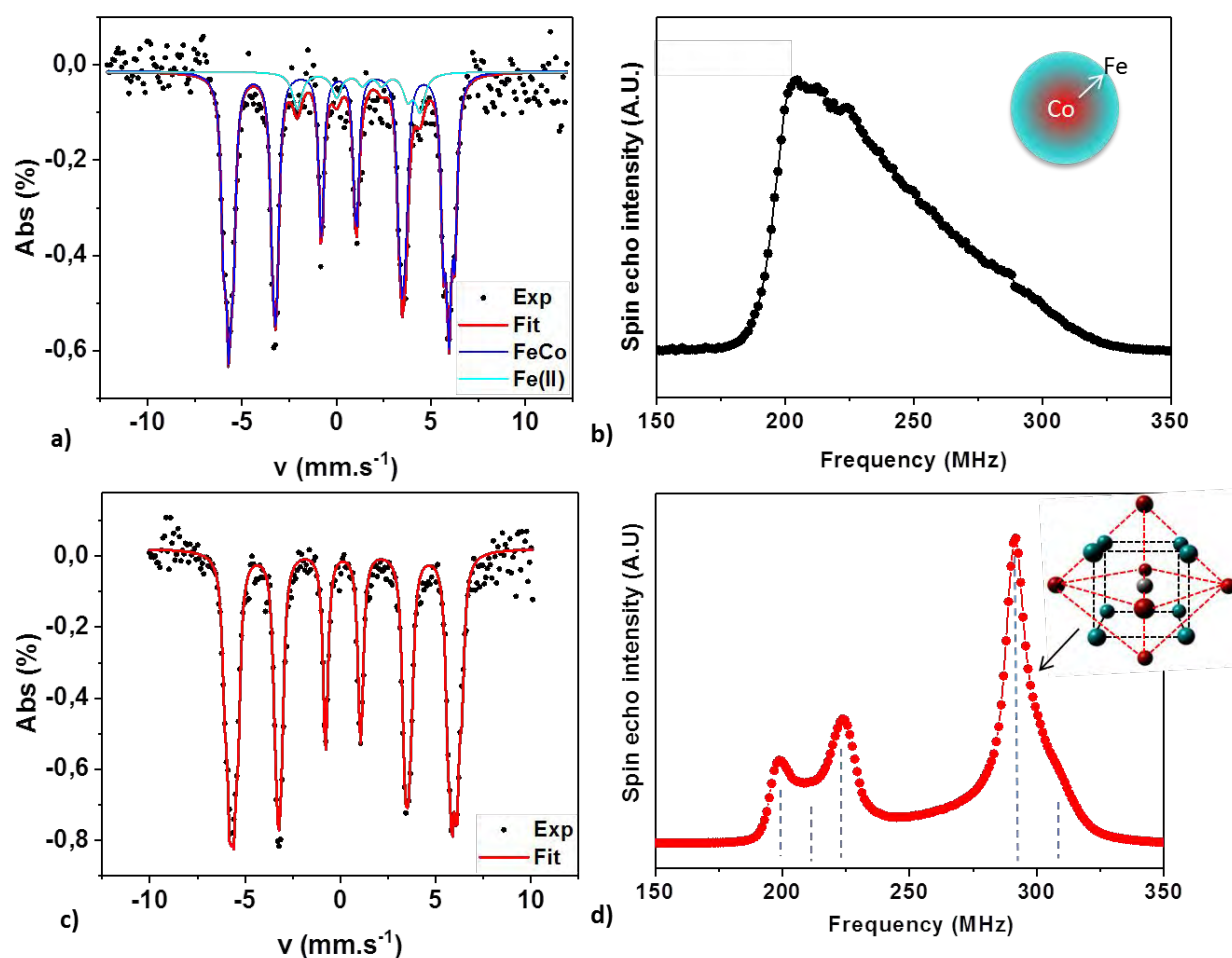 0,0
-0,2
-0,4
-0,6
Abs (%)
-10 -5 0 5 10
ν (mm.s-1)
Exp
Fit
FeCo
Fe(II)
a)
Spin echo intensity (A.U.)
Fe
Co
150 200 250 300 350
Frequency (MHz)
b)
0,0
-0,2
-0,4
-0,6
-0,8
Abs (%)
-10 -5 0 5 10
ν (mm.s-1)
Exp
Fit
c)
Spin echo intensity (A.U)
150 200 250 300 350
Frequency (MHz)
d)